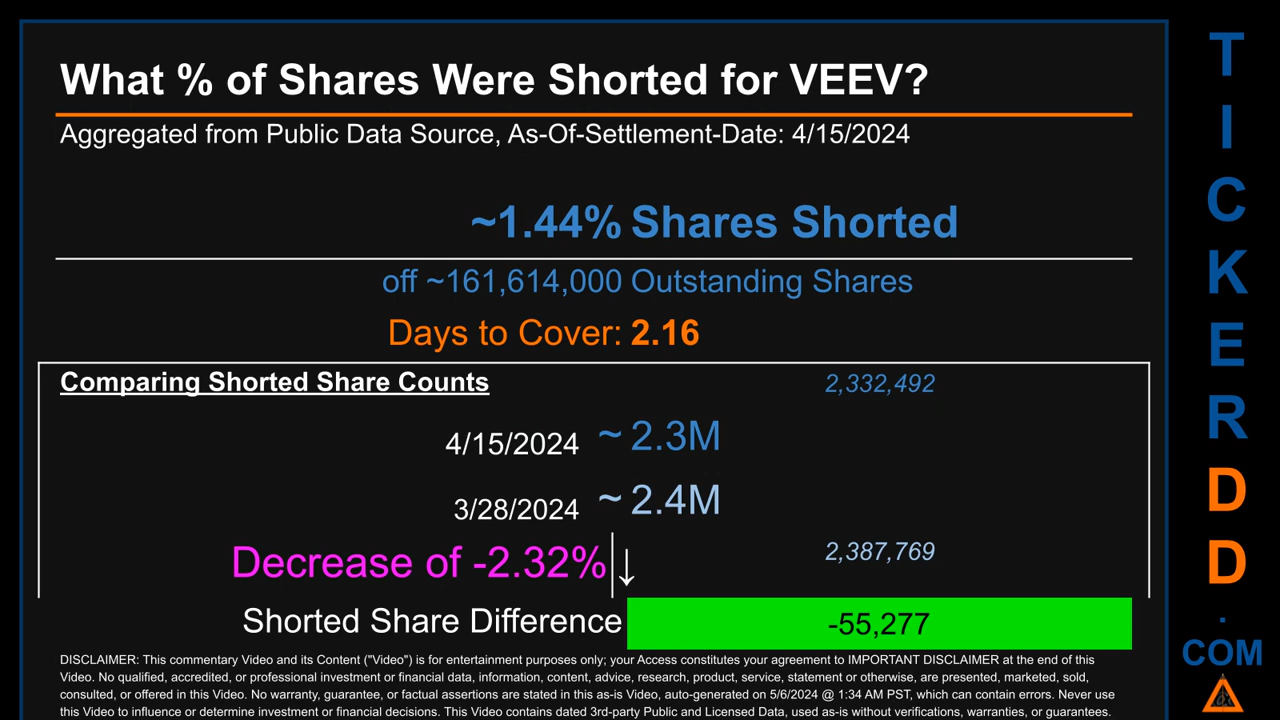 What % of Shares Were Shorted for VEEV?
Aggregated from Public Data Source, As-Of-Settlement-Date: 4/15/2024
~1.44% Shares Shorted
off ~161,614,000 Outstanding Shares
Days to Cover: 2.16
Comparing Shorted Share Counts
2,332,492
4/15/2024 ~ 2.3M
3/28/2024 ~ 2.4M
2,387,769
Decrease of -2.32% ↓
Shorted Share Difference -55,277
DISCLAIMER: This commentary Video and its Content ("Video") is for entertainment purposes only; your Access constitutes your agreement to IMPORTANT DISCLAIMER at the end of this
Video. No qualified, accredited, or professional investment or financial data, information, content, advice, research, product, service, statement or otherwise, are presented, marketed, sold,
consulted, or offered in this Video. No warranty, guarantee, or factual assertions are stated in this as-is Video, auto-generated on 5/6/2024 @ 1:34 AM PST, which can contain errors. Never use
this Video to influence or determine investment or financial decisions. This Video contains dated 3rd-party Public and Licensed Data, used as-is without verifications, warranties, or guarantees.
T
I
C
K
E
R
D
D
.
COM